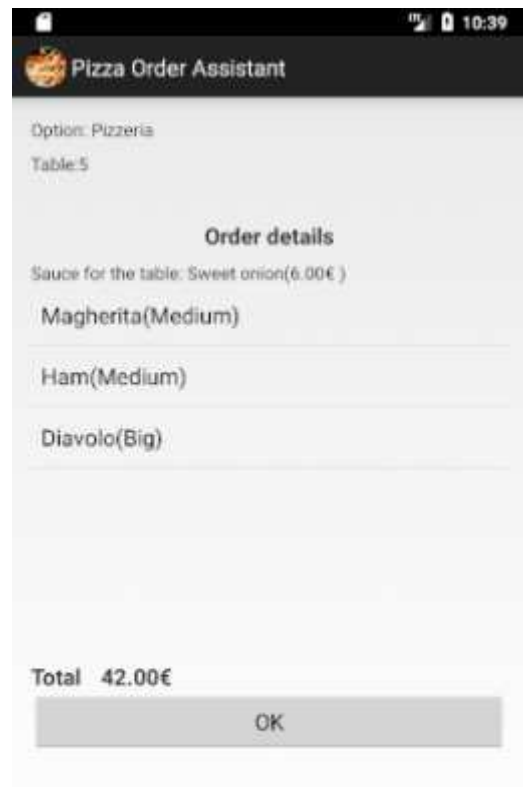 10:39
Pizza Order Assistant
Option: Pizzeria
Table:5
Order details
Sauce for the table: Sweet onion(6.00€ )
Magherita(Medium)
Ham(Medium)
Diavolo(Big)
Total 42.00€
OK